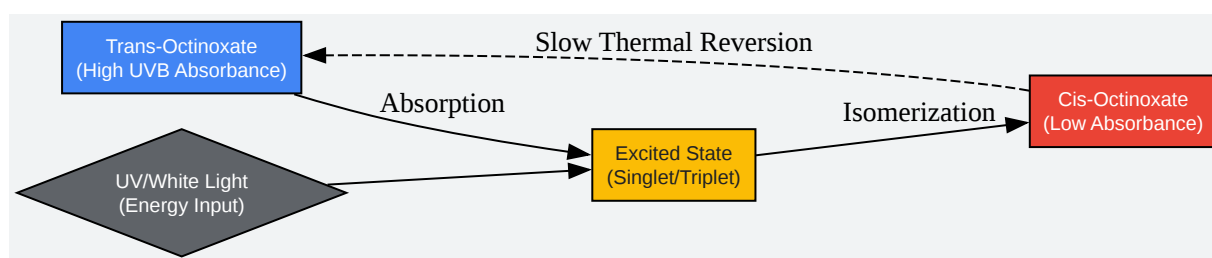 Trans-Octinoxate
(High UVB Absorbance)
Slow Thermal Reversion
Absorption
Isomerization
Cis-Octinoxate
(Low Absorbance)
Excited State
(Singlet/Triplet)
UV/White Light
(Energy Input)